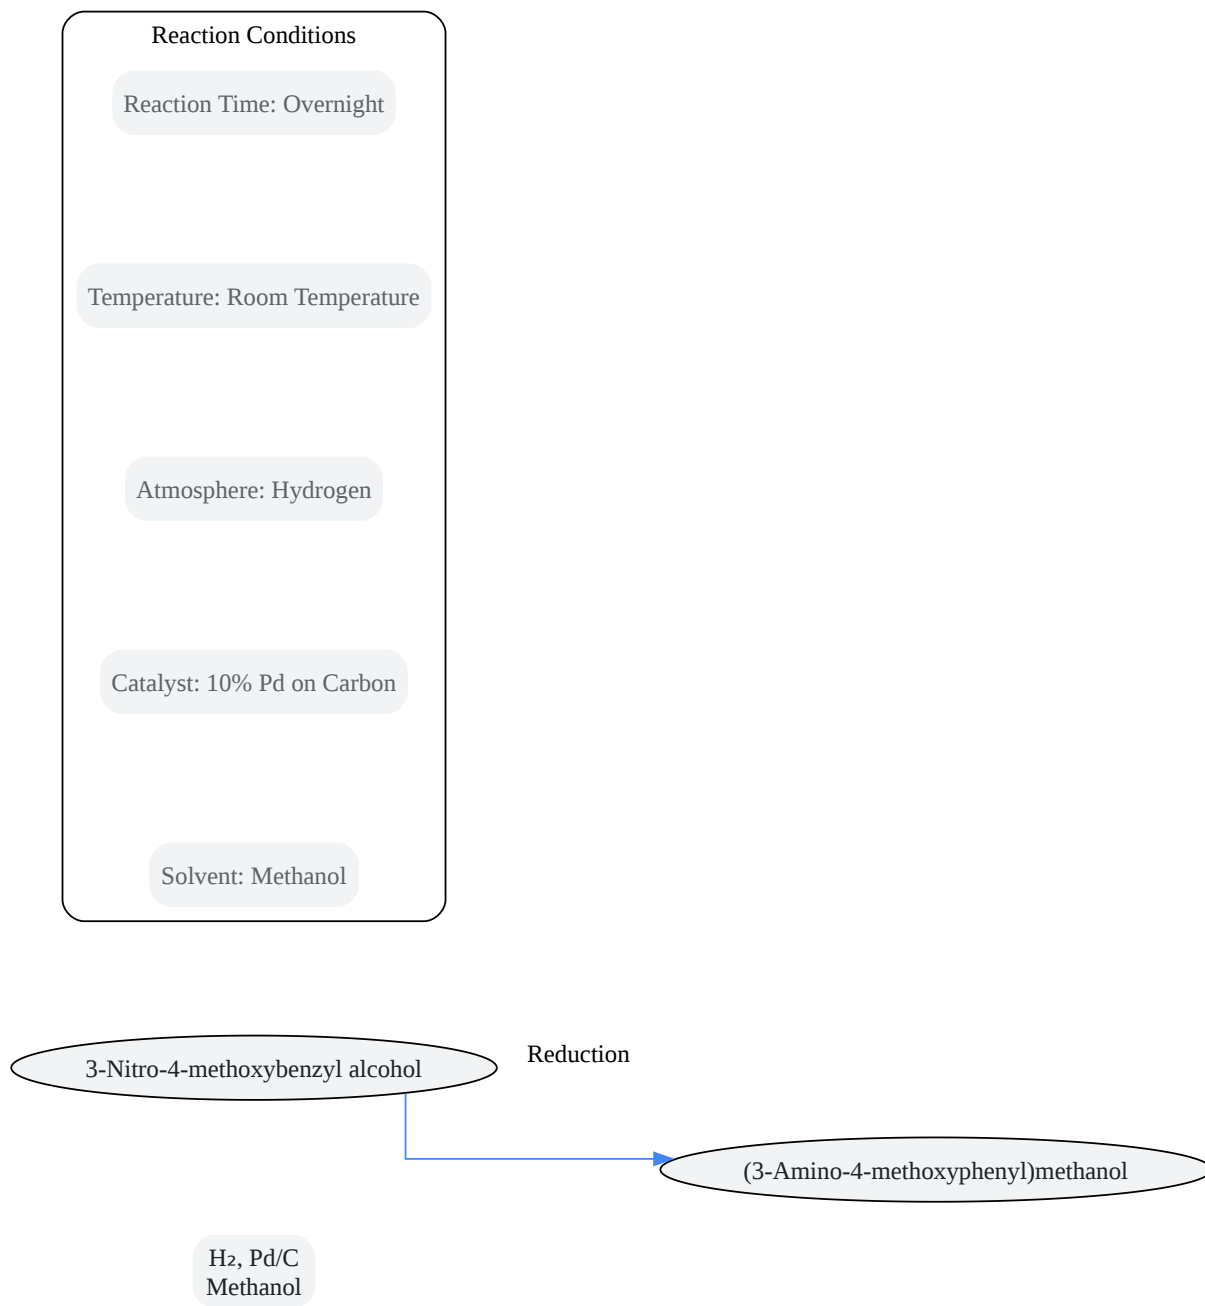 Reaction Conditions
Reaction Time: Overnight
Temperature: Room Temperature
Atmosphere: Hydrogen
Catalyst: 10% Pd on Carbon
Solvent: Methanol
3-Nitro-4-methoxybenzyl alcohol
Reduction
(3-Amino-4-methoxyphenyl)methanol
H₂, Pd/C
Methanol